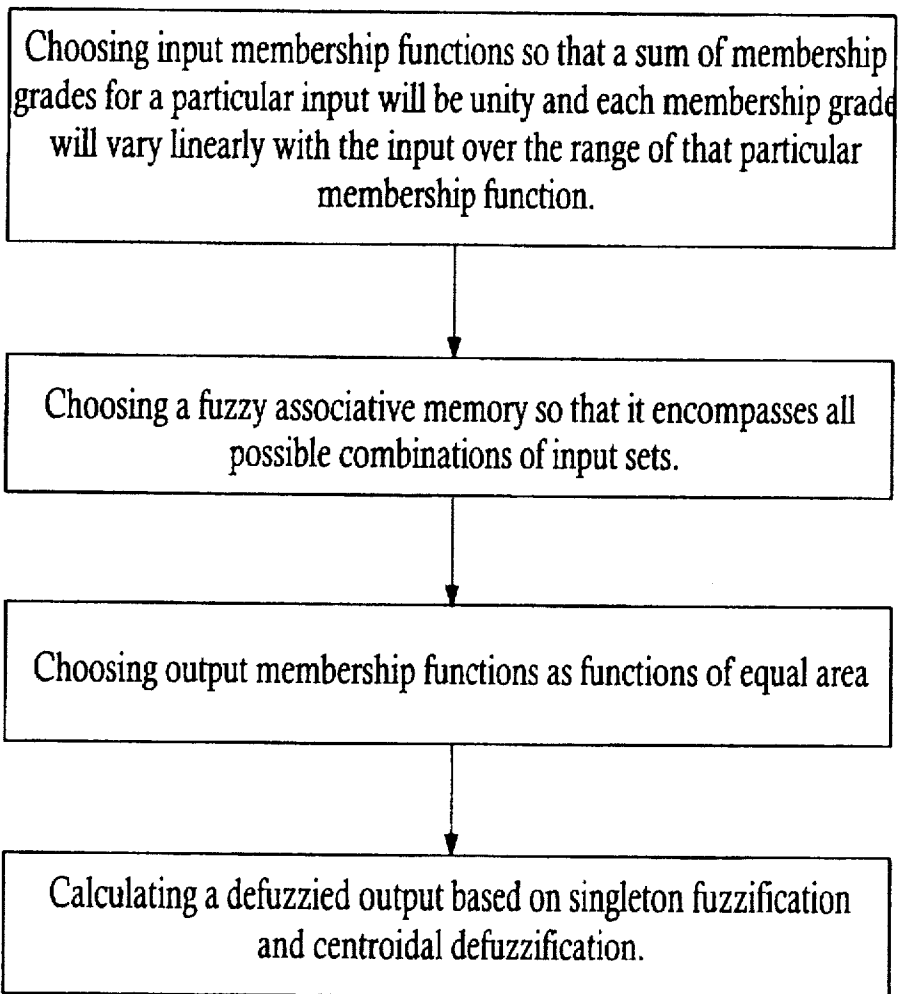 Choosing input membership functions so that a sum of membership
grades for a particular input will be unity and each membership grade
will vary linearly with the input over the range of that particular
membership function.
Choosing a fuzzy associative memory so that it encompasses all
possible combinations of input sets.
Choosing output membership functions as functions of equal area
Calculating a defuzzied output based on singleton fuzzification
and centroidal defuzzification.